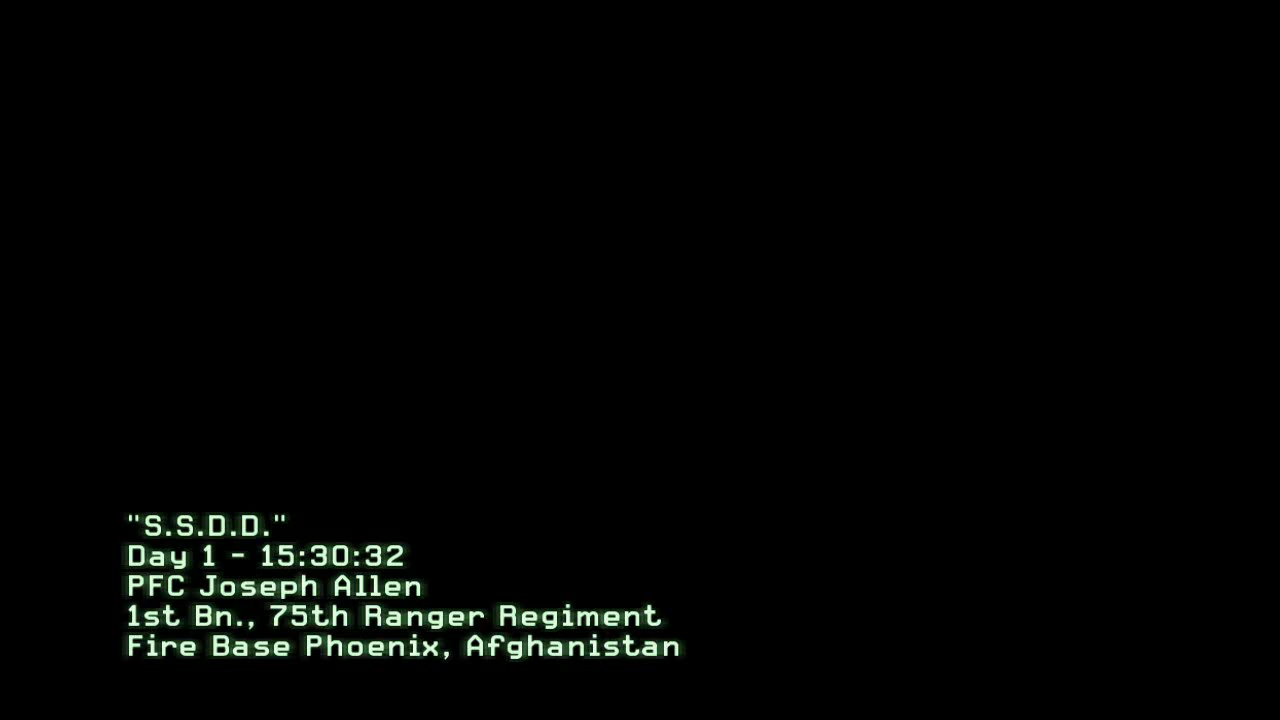 "S.S.D.D."
Day 1 - 15:30:32
PFC Joseph Allen
1st Bn., 75th Ranger Regiment
Fire Base Phoenix, Afghanistan